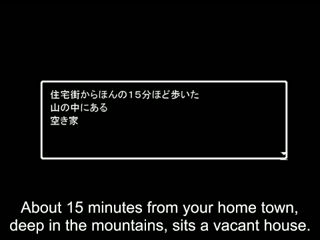 住宅街からほんの１５分ほど歩いた
山の中にある
空き家
About 15 minutes from your home town,
deep in the mountains, sits a vacant house.